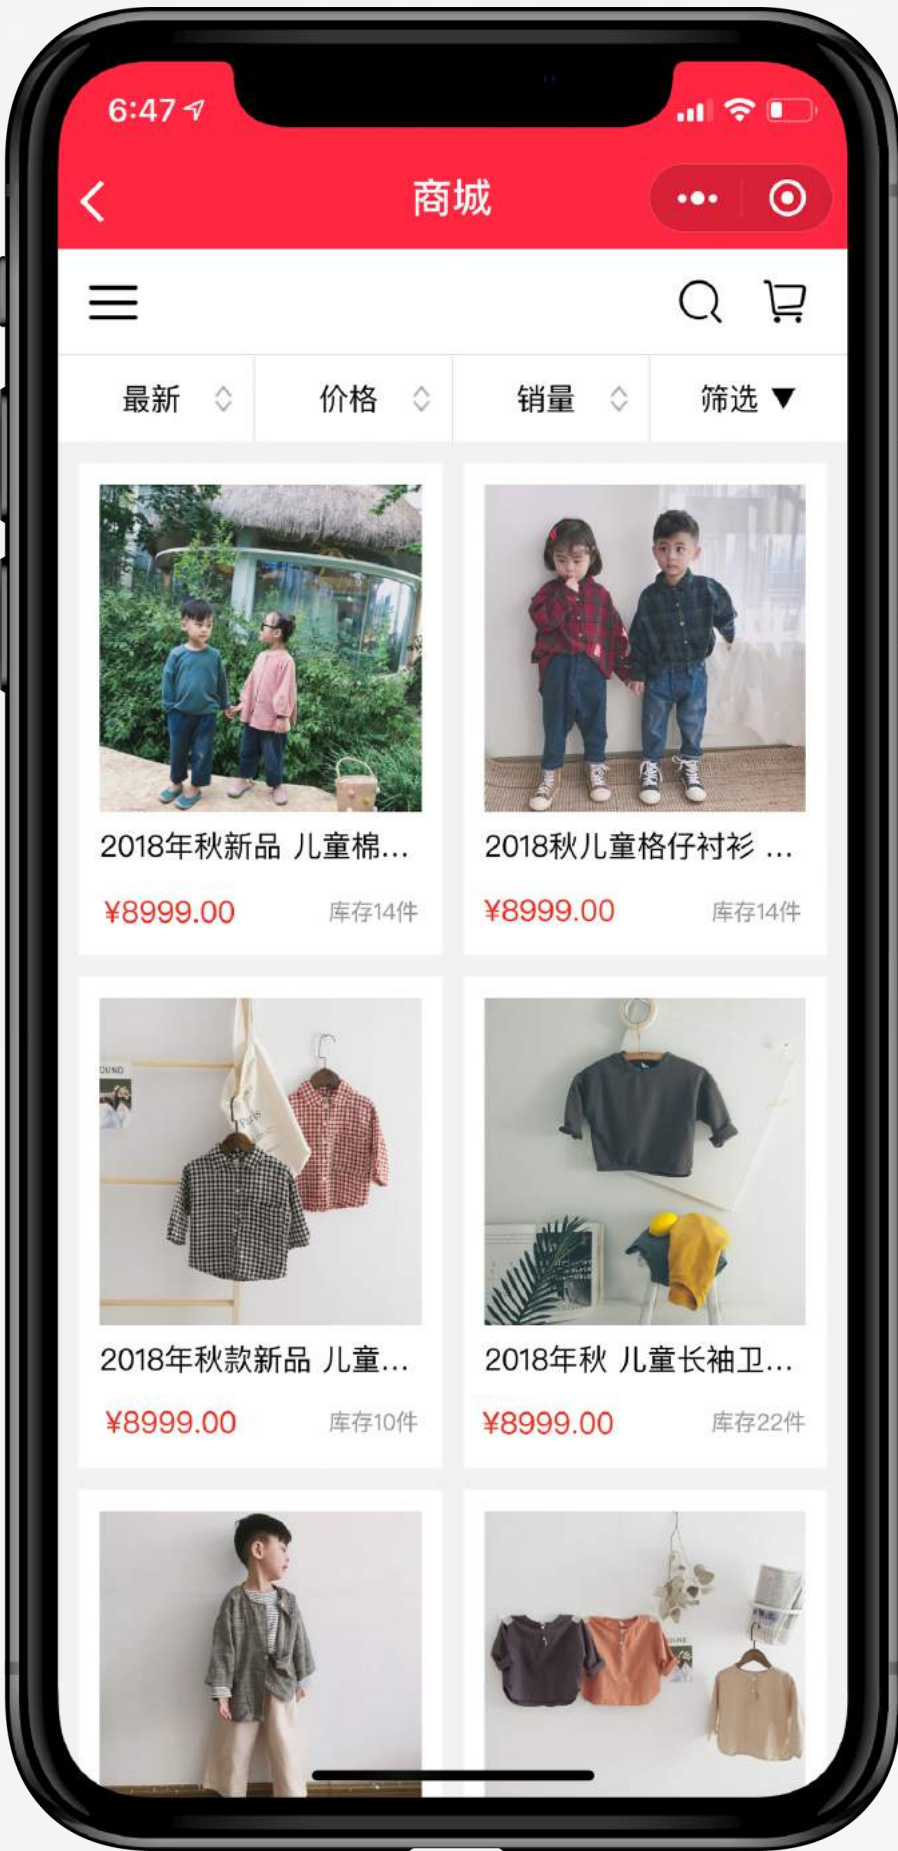 6:47
商城
最新
价格
销量
筛选
2018年秋新品 儿童棉...
2018秋儿童格仔衬衫 ...
¥8999.00
库存14件
¥8999.00
库存14件
OUND
Paris
2018年秋款新品 儿童...
2018年秋 儿童长袖卫...
¥8999.00
库存10件
¥8999.00
库存22件